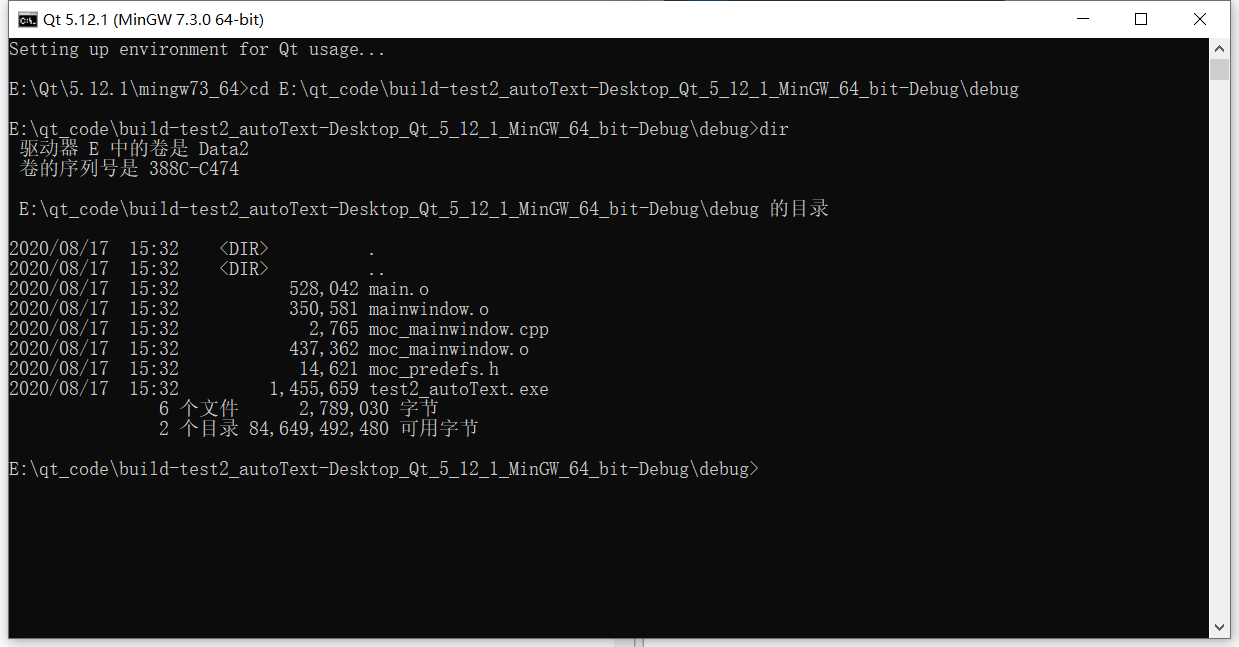 Qt 5.12.1 (MinGW 7.3.0 64-bit)
Setting up environment for Qt usage...
E:\Qt\5.12.1\mingw73_64>cd E:\qt_code\build-test2_autoText-Desktop_Qt_5_12_1_MinGW_64_bit-Debug\debug
E:\qt_code\build-test2_autoText-Desktop_Qt_5_12_1_MinGW_64_bit-Debug\debug>dir
驱动器 E 中的卷是 Data2
卷的序列号是 388C-C474
E:\qt_code\build-test2_autoText-Desktop_Qt_5_12_1_MinGW_64_bit-Debug\debug 的目录
2020/08/17  15:32    <DIR>          .
2020/08/17  15:32    <DIR>          ..
2020/08/17  15:32           528,042 main.o
2020/08/17  15:32           350,581 mainwindow.o
2020/08/17  15:32             2,765 moc_mainwindow.cpp
2020/08/17  15:32           437,362 moc_mainwindow.o
2020/08/17  15:32            14,621 moc_predefs.h
2020/08/17  15:32         1,455,659 test2_autoText.exe
6 个文件      2,789,030 字节
2 个目录 84,649,492,480 可用字节
E:\qt_code\build-test2_autoText-Desktop_Qt_5_12_1_MinGW_64_bit-Debug\debug>